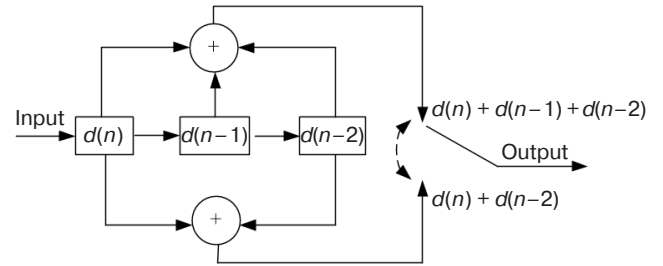 +
d(n) + d(n−1) + d(n−2)
Input
d(n)
d(n−1)
d(n−2)
Output
+
d(n) + d(n−2)